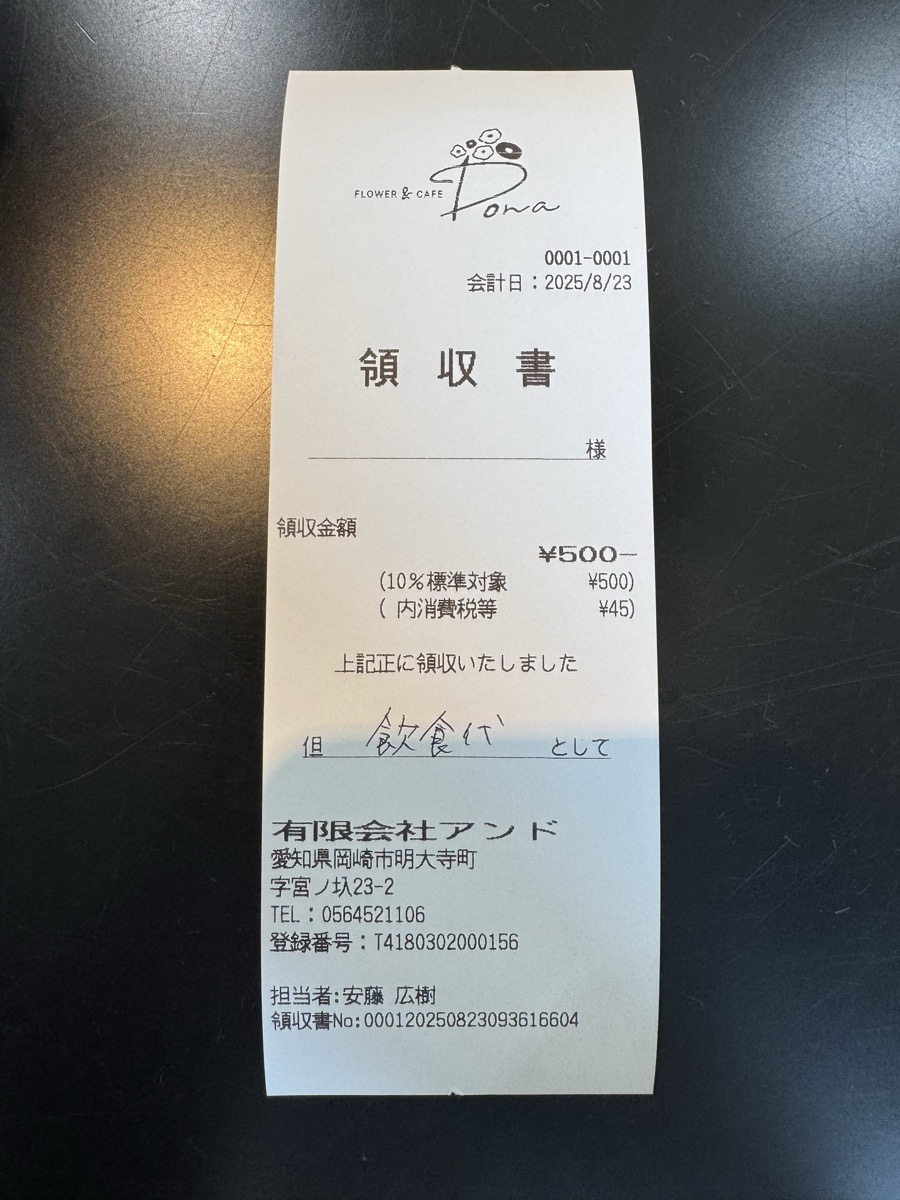 FLOWER & CAFE Dona
0001-0001
会計日：2025/8/23
領 収 書
様
領収金額
¥500−
(10%標準対象 ¥500)
( 内消費税等 ¥45)
上記正に領収いたしました
但 飲食代 として
有限会社アンド
愛知県岡崎市明大寺町
字宮ノ圦23-2
TEL：0564521106
登録番号：T4180302000156
担当者:安藤 広樹
領収書No:000120250823093616604